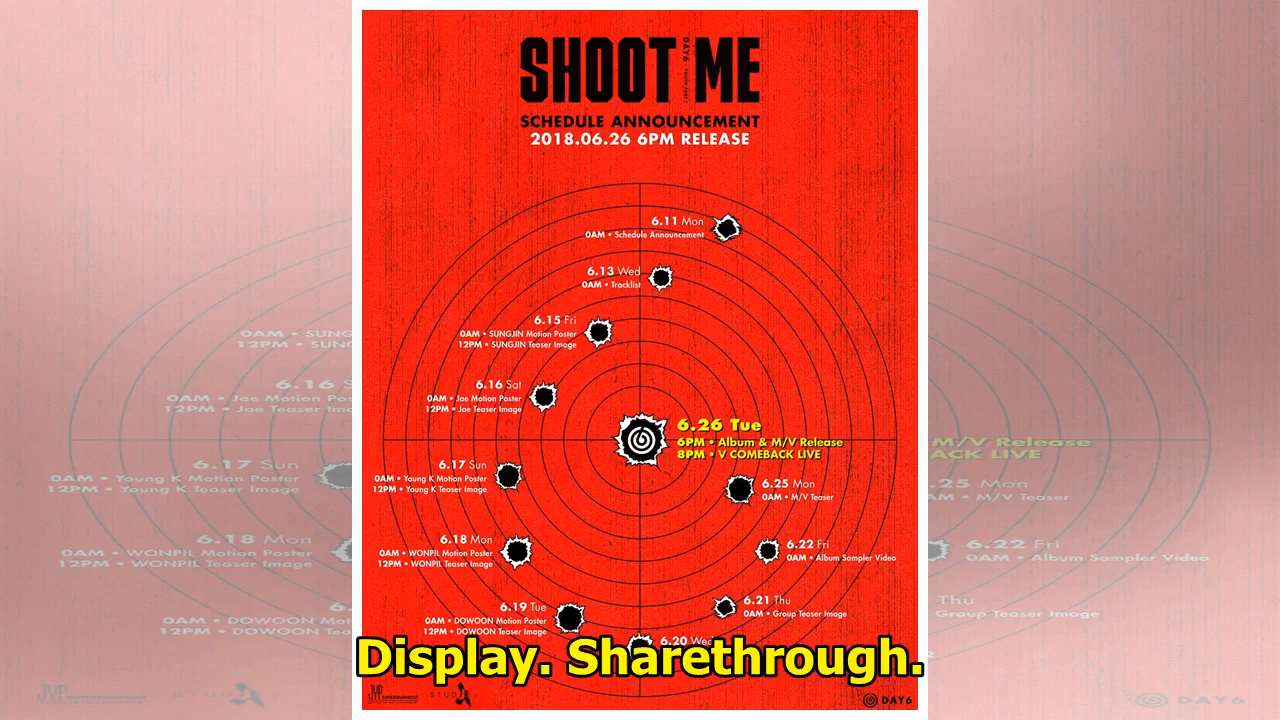 SHOOT ME
DAY6
SCHEDULE ANNOUNCEMENT
2018.06.26 6PM RELEASE
6.11 Mon
0AM • Schedule Announcement
6.13 Wed
0AM • Tracklist
6.15 Fri
0AM • SUNGJIN Motion Poster
12PM • SUNGJIN Teaser Image
6.16 Sat
0AM • Jae Motion Poster
12PM • Jae Teaser Image
6.26 Tue
6PM • Album & M/V Release
8PM • V COMEBACK LIVE
6.17 Sun
0AM • Young K Motion Poster
12PM • Young K Teaser Image
6.25 Mon
0AM • M/V Teaser
6.18 Mon
0AM • WONPIL Motion Poster
12PM • WONPIL Teaser Image
6.22 Fri
0AM • Album Sampler Video
6.19 Tue
0AM • DOWOON Motion Poster
12PM • DOWOON Teaser Image
6.21 Thu
0AM • Group Teaser Image
6.20 Wed
Display. Sharethrough.
JYP ENTERTAINMENT
STUDIO
DAY6